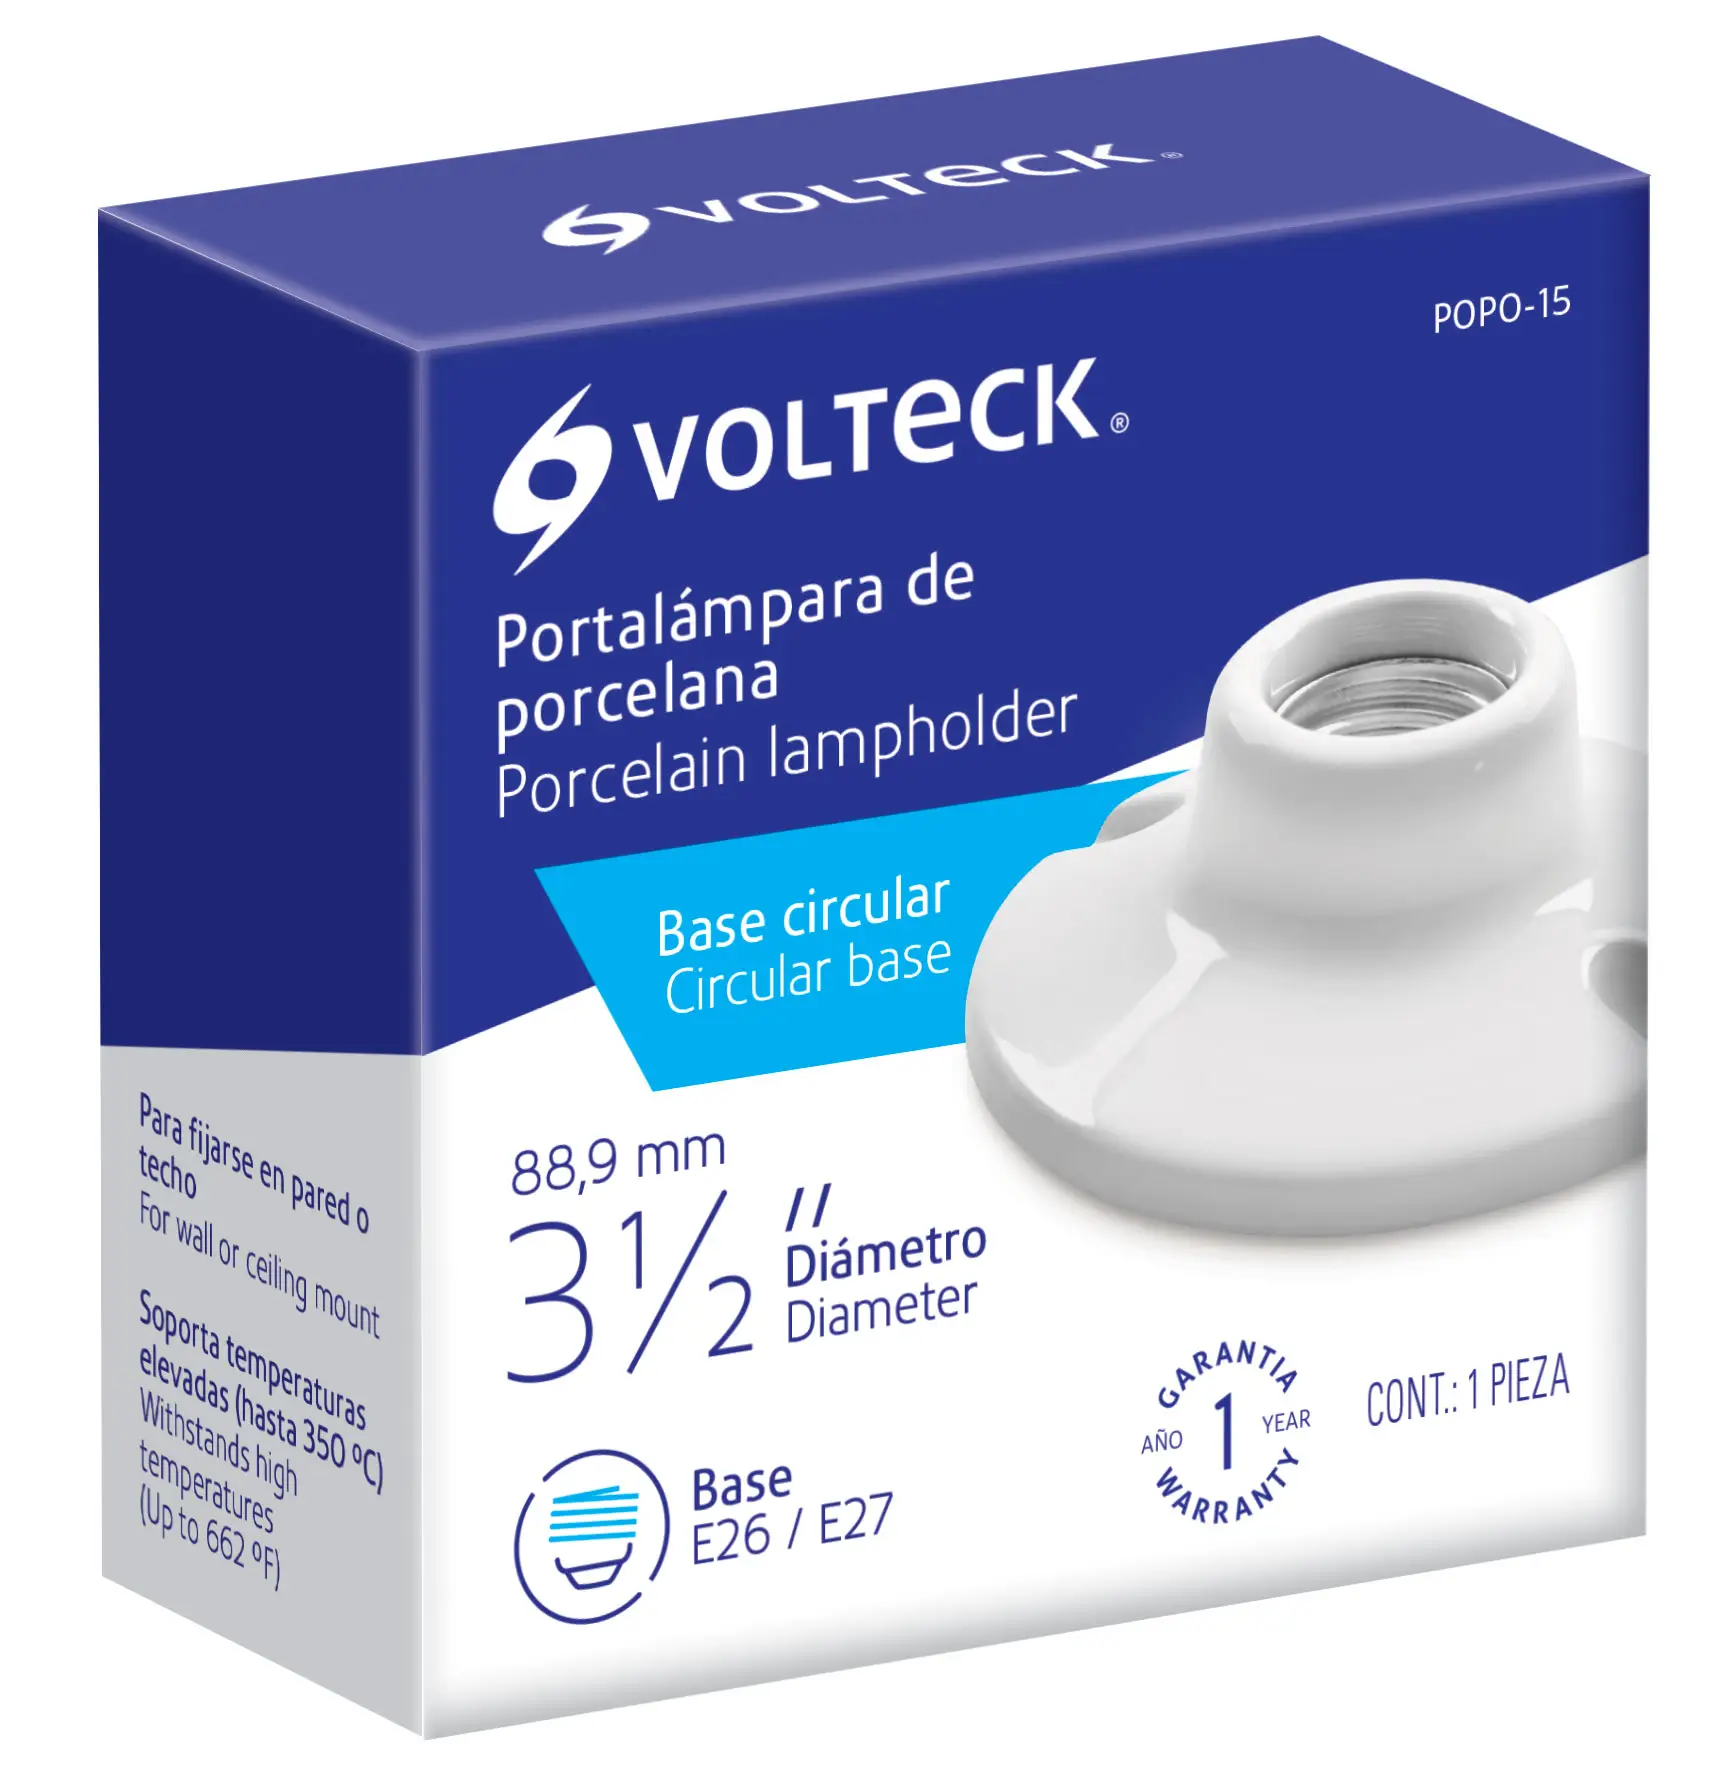 VOLTECK®
POPO-15
VOLTECK®
Portalámpara de
porcelana
Porcelain lampholder
Base circular
Circular base
88,9 mm
3 1/2 "
Diámetro
Diameter
Base
E26 / E27
GARANTIA
AÑO 1 YEAR
WARRANTY
CONT.: 1 PIEZA
Para fijarse en pared o
techo
For wall or ceiling mount
Soporta temperaturas
elevadas (hasta 350 ºC)
Withstands high
temperatures
(Up to 662 ºF)